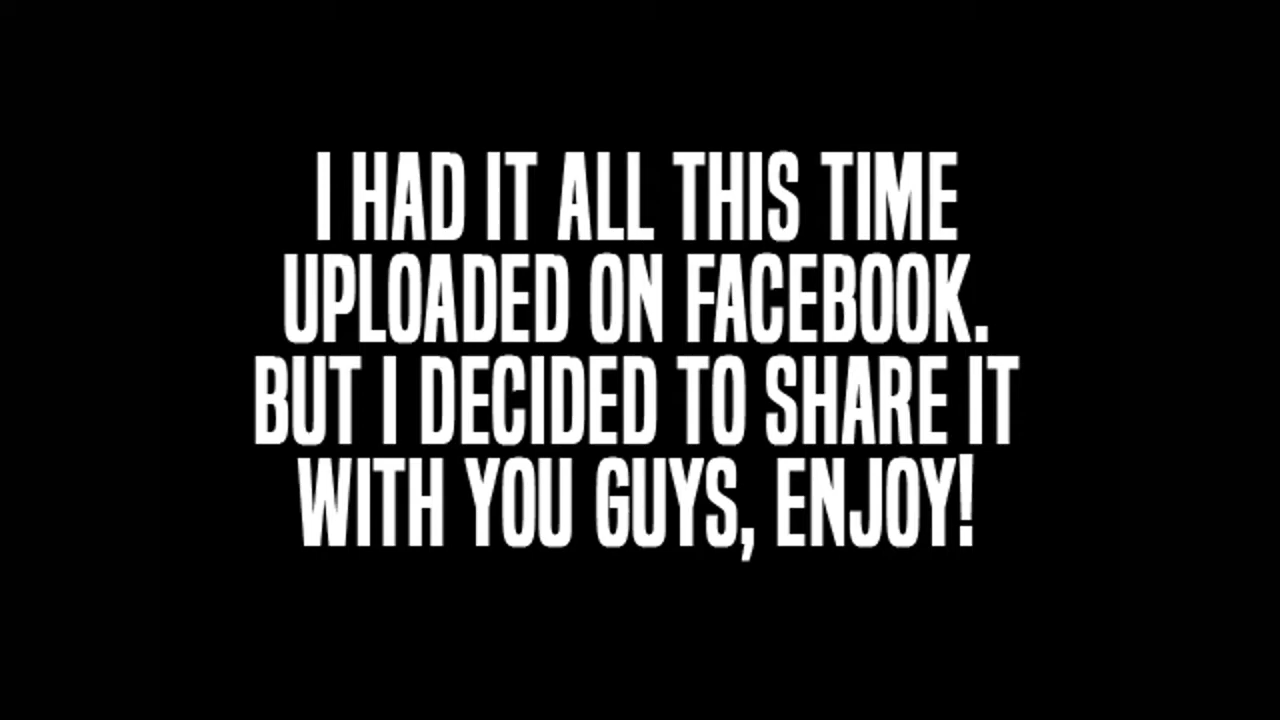 I HAD IT ALL THIS TIME
UPLOADED ON FACEBOOK.
BUT I DECIDED TO SHARE IT
WITH YOU GUYS, ENJOY!